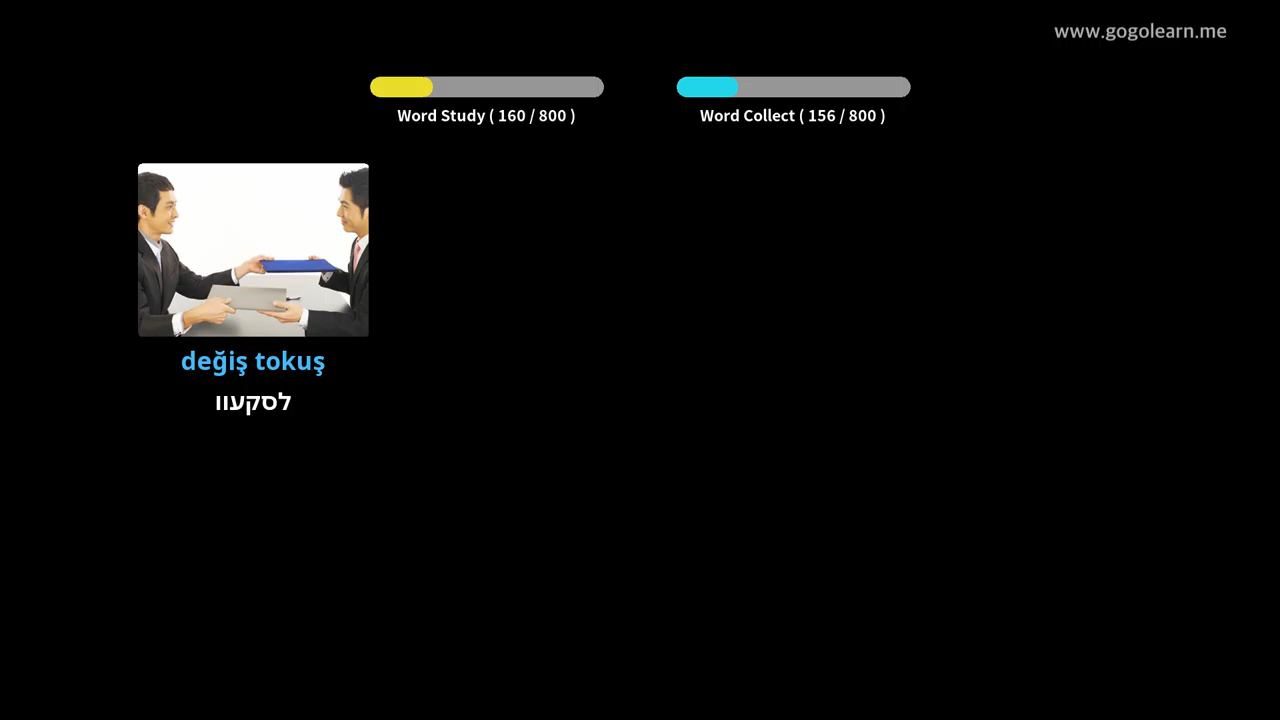 www.gogolearn.me
Word Study ( 160 / 800 )
Word Collect ( 156 / 800 )
değiş tokuş
לסקעוו